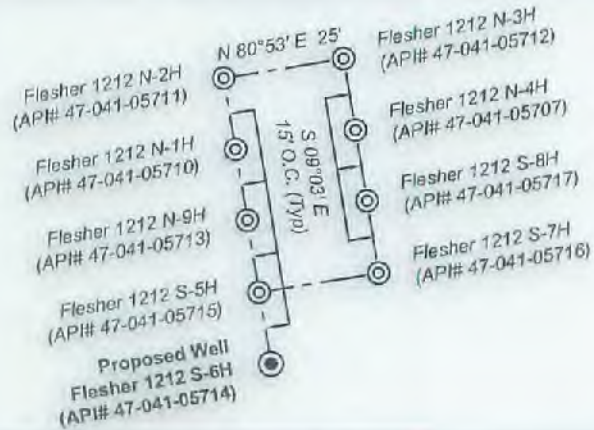 N 80°53' E 25'
Flesher 1212 N-2H
(API# 47-041-05711)
Flesher 1212 N-1H
(API# 47-041-05710)
Flesher 1212 N-9H
(API# 47-041-05713)
Flesher 1212 S-5H
(API# 47-041-05715)
Proposed Well
Flesher 1212 S-6H
(API# 47-041-05714)
S 09°03' E
15' O.C. (Typ)
Flesher 1212 N-3H
(API# 47-041-05712)
Flesher 1212 N-4H
(API# 47-041-05707)
Flesher 1212 S-8H
(API# 47-041-05717)
Flesher 1212 S-7H
(API# 47-041-05716)